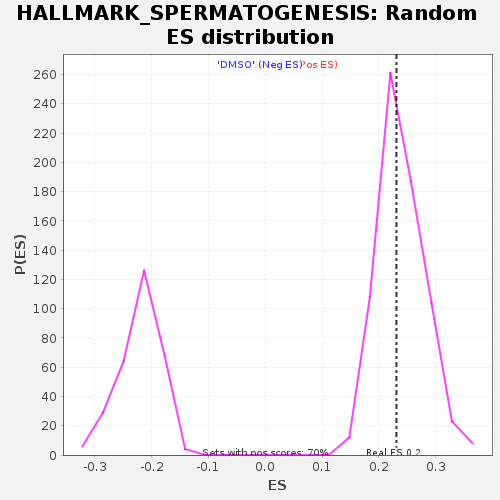 HALLMARK_SPERMATOGENESIS: Random
ES distribution
'DMSO' (Neg ES)
Pos ES)
260
240
220
200
180
160
140
120
100
80
60
40
20
0
P(ES)
Sets with pos scores: 70%
Real ES 0.2
-0.3 -0.2 -0.1 0.0 0.1 0.2 0.3
ES